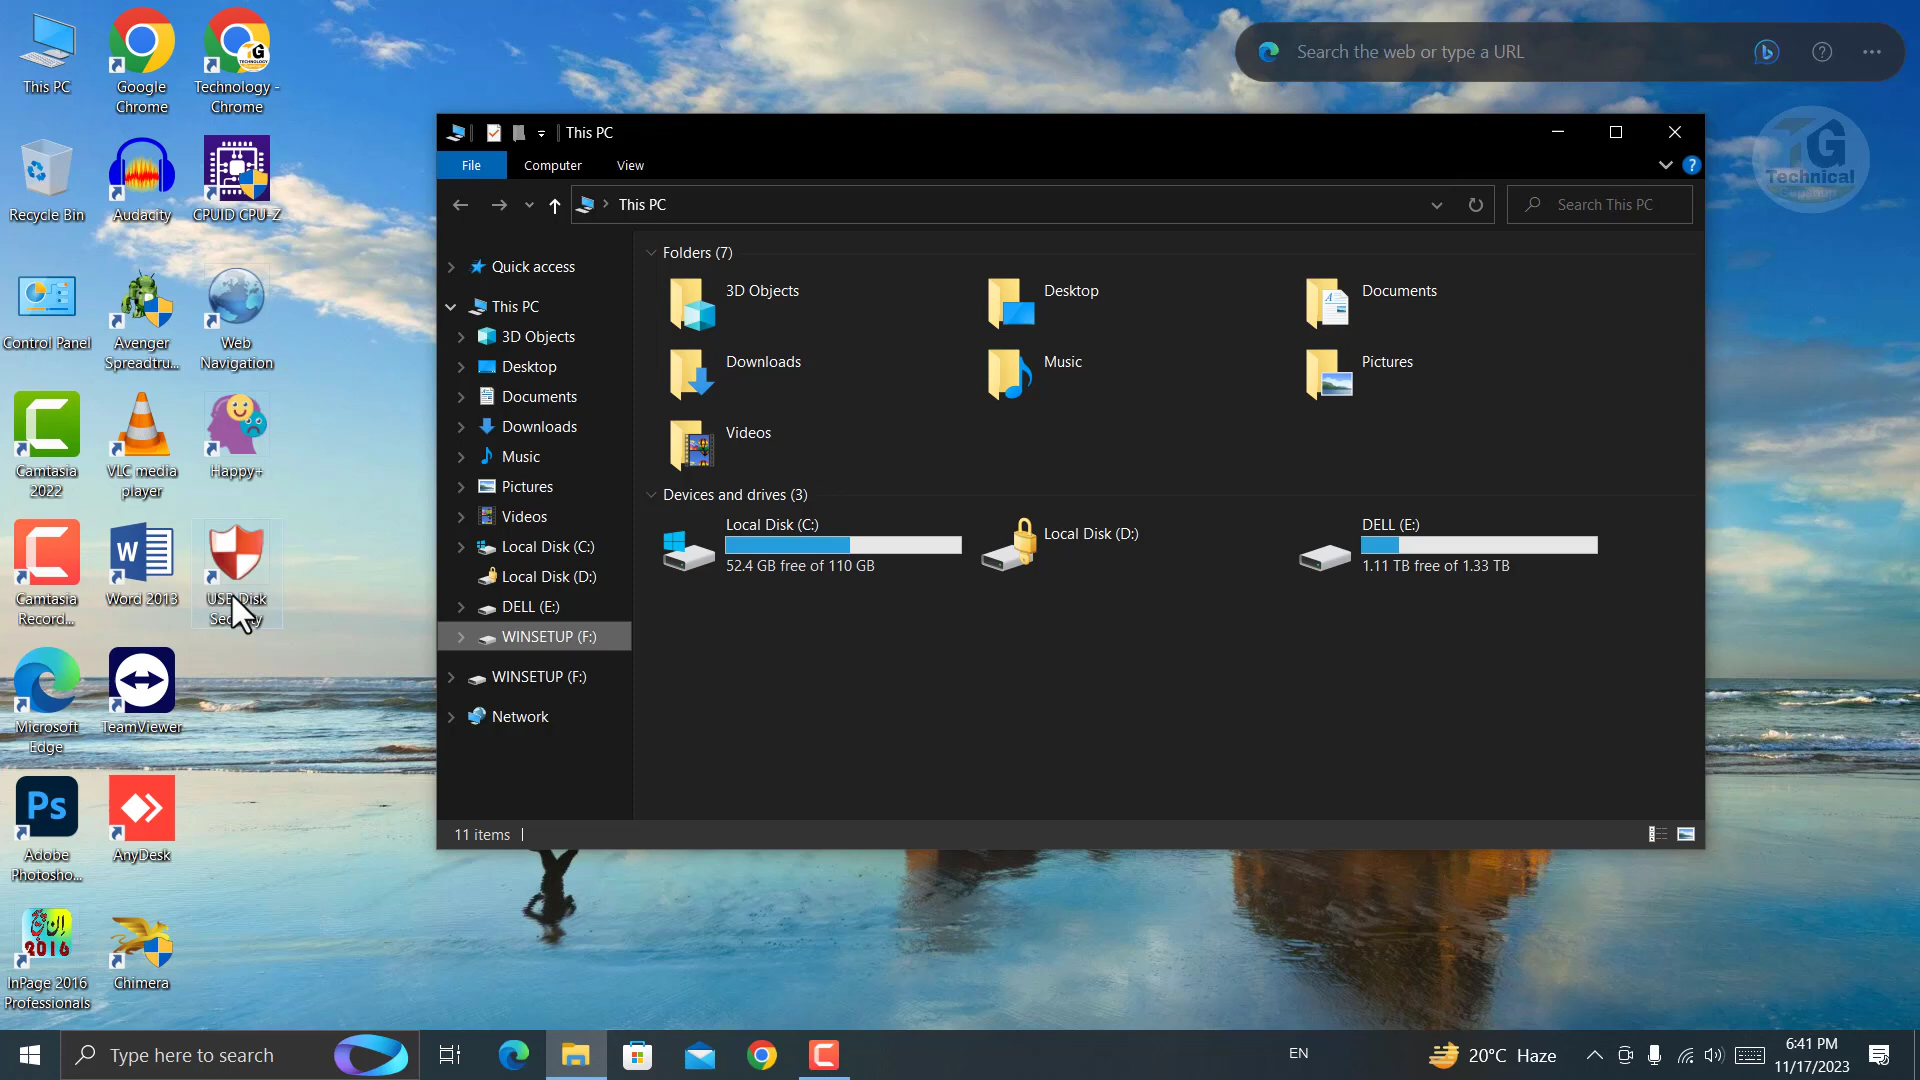 This PC
Google
Chrome
Technology -
Chrome
Recycle Bin
Audacity
CPUID CPU-Z
Control Panel
Avenger
Spreadtru...
Web
Navigation
Camtasia
2022
VLC media
player
Happy+
Camtasia
Record...
W
Word 2013
USB Disk
Security
Microsoft
Edge
TeamViewer
Ps
Adobe
Photosho...
AnyDesk
2016
InPage 2016
Professionals
Chimera
Search the web or type a URL
TG
Technical
This PC
File
Computer
View
This PC
Search This PC
Quick access
This PC
3D Objects
Desktop
Documents
Downloads
Music
Pictures
Videos
Local Disk (C:)
Local Disk (D:)
DELL (E:)
WINSETUP (F:)
WINSETUP (F:)
Network
Folders (7)
3D Objects
Desktop
Documents
Downloads
Music
Pictures
Videos
Devices and drives (3)
Local Disk (C:)
52.4 GB free of 110 GB
Local Disk (D:)
DELL (E:)
1.11 TB free of 1.33 TB
11 items
Type here to search
EN
20°C Haze
6:41 PM
11/17/2023